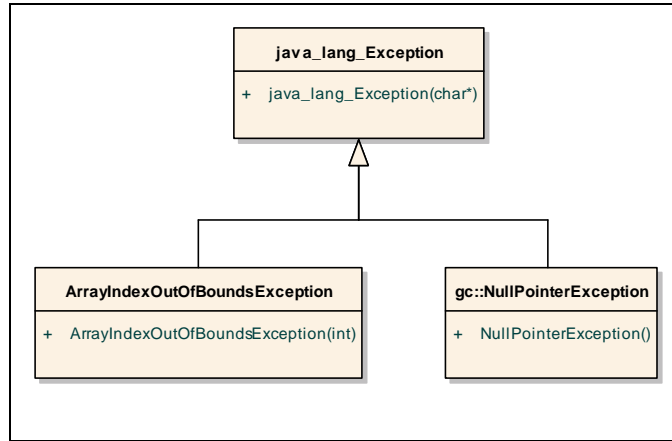 java_lang_Exception
+ java_lang_Exception(char*)
ArrayIndexOutOfBoundsException
+ ArrayIndexOutOfBoundsException(int)
gc::NullPointerException
+ NullPointerException()